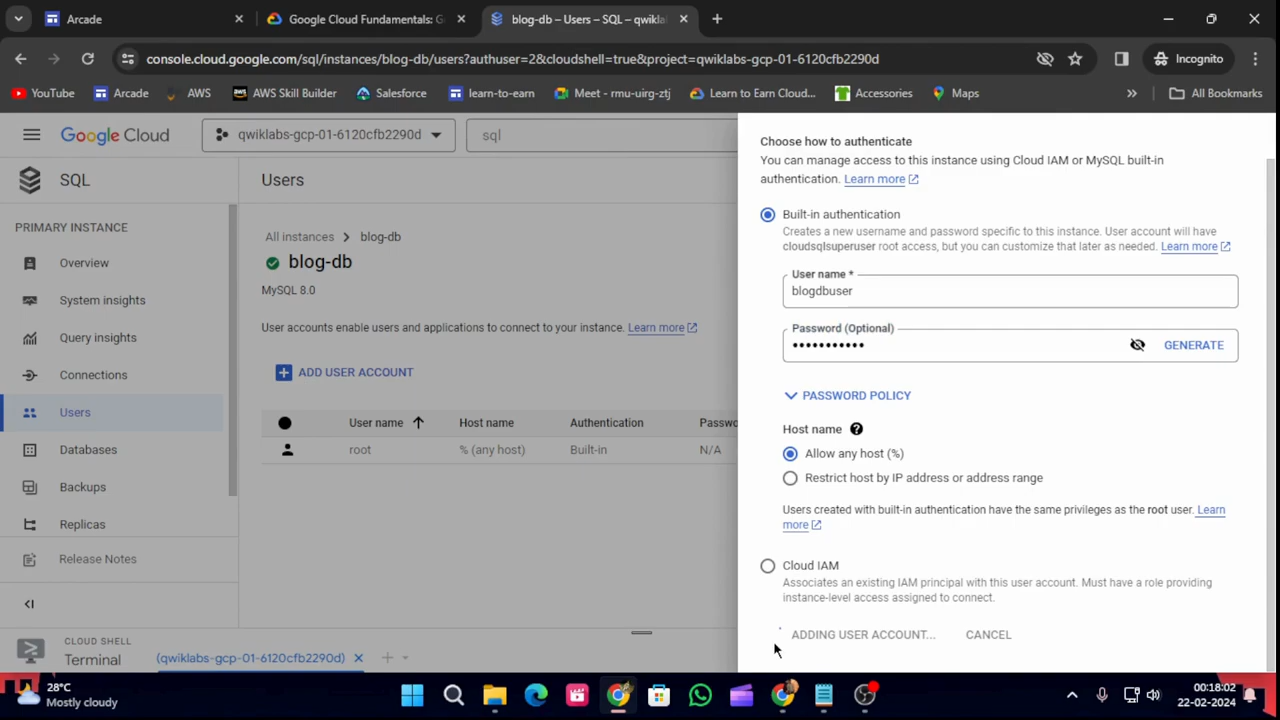 Arcade
Google Cloud Fundamentals: G
blog-db – Users – SQL – qwikla
console.cloud.google.com/sql/instances/blog-db/users?authuser=2&cloudshell=true&project=qwiklabs-gcp-01-6120cfb2290d
Incognito
YouTube
Arcade
AWS
AWS Skill Builder
Salesforce
learn-to-earn
Meet - rmu-uirg-ztj
Learn to Earn Cloud...
Accessories
Maps
All Bookmarks
Google Cloud
qwiklabs-gcp-01-6120cfb2290d
sql
SQL
PRIMARY INSTANCE
Overview
System insights
Query insights
Connections
Users
Databases
Backups
Replicas
Release Notes
Users
All instances
blog-db
blog-db
MySQL 8.0
User accounts enable users and applications to connect to your instance. Learn more
ADD USER ACCOUNT
User name Host name Authentication Passwo
root % (any host) Built-in N/A
Choose how to authenticate
You can manage access to this instance using Cloud IAM or MySQL built-in
authentication. Learn more
Built-in authentication
Creates a new username and password specific to this instance. User account will have
cloudsqlsuperuser root access, but you can customize that later as needed. Learn more
User name *
blogdbuser
Password (Optional)
•••••••••••
GENERATE
PASSWORD POLICY
Host name
Allow any host (%)
Restrict host by IP address or address range
Users created with built-in authentication have the same privileges as the root user. Learn
more
Cloud IAM
Associates an existing IAM principal with this user account. Must have a role providing
instance-level access assigned to connect.
ADDING USER ACCOUNT...
CANCEL
CLOUD SHELL
Terminal
(qwiklabs-gcp-01-6120cfb2290d)
28°C
Mostly cloudy
00:18:02
22-02-2024